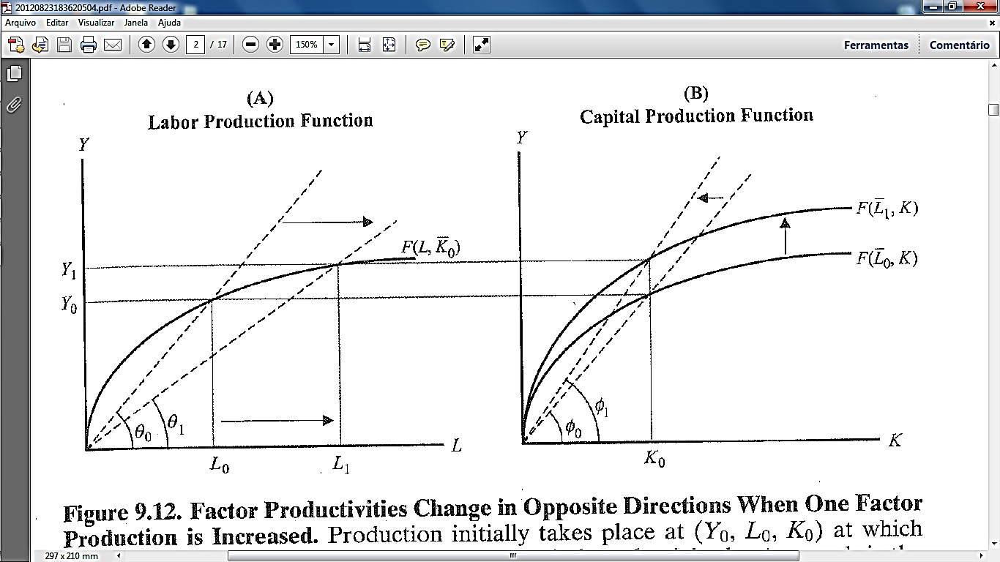 20120823183620504.pdf - Adobe Reader
Arquivo Editar Visualizar Janela Ajuda
2 / 17 150% Ferramentas Comentário
(A)
Labor Production Function
Y
F(L, K̅₀)
Y₁
Y₀
θ₀ θ₁
L
L₀ L₁
(B)
Capital Production Function
Y
F(L̅₁, K)
F(L̅₀, K)
ϕ₁
ϕ₀
K
K₀
Figure 9.12. Factor Productivities Change in Opposite Directions When One Factor
Production is Increased. Production initially takes place at (Y₀, L₀, K₀) at which
297 x 210 mm